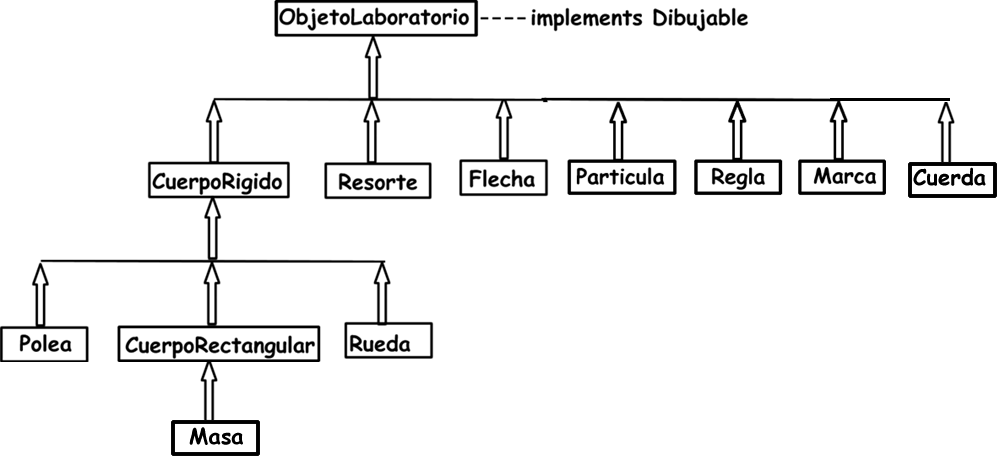 ObjetoLaboratorio ---- implements Dibujable
CuerpoRigido Resorte Flecha Particula Regla Marca Cuerda
Polea CuerpoRectangular Rueda
Masa